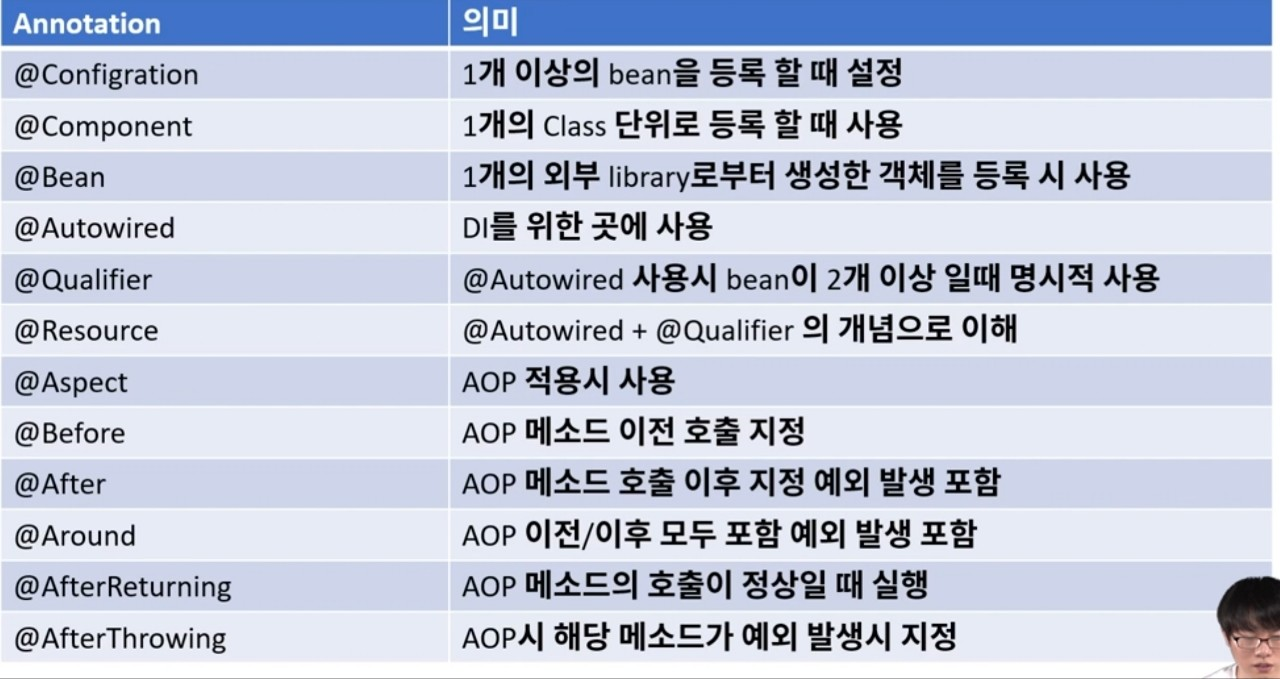 Annotation 의미
@Configration 1개 이상의 bean을 등록 할 때 설정
@Component 1개의 Class 단위로 등록 할 때 사용
@Bean 1개의 외부 library로부터 생성한 객체를 등록 시 사용
@Autowired DI를 위한 곳에 사용
@Qualifier @Autowired 사용시 bean이 2개 이상 일때 명시적 사용
@Resource @Autowired + @Qualifier 의 개념으로 이해
@Aspect AOP 적용시 사용
@Before AOP 메소드 이전 호출 지정
@After AOP 메소드 호출 이후 지정 예외 발생 포함
@Around AOP 이전/이후 모두 포함 예외 발생 포함
@AfterReturning AOP 메소드의 호출이 정상일 때 실행
@AfterThrowing AOP시 해당 메소드가 예외 발생시 지정